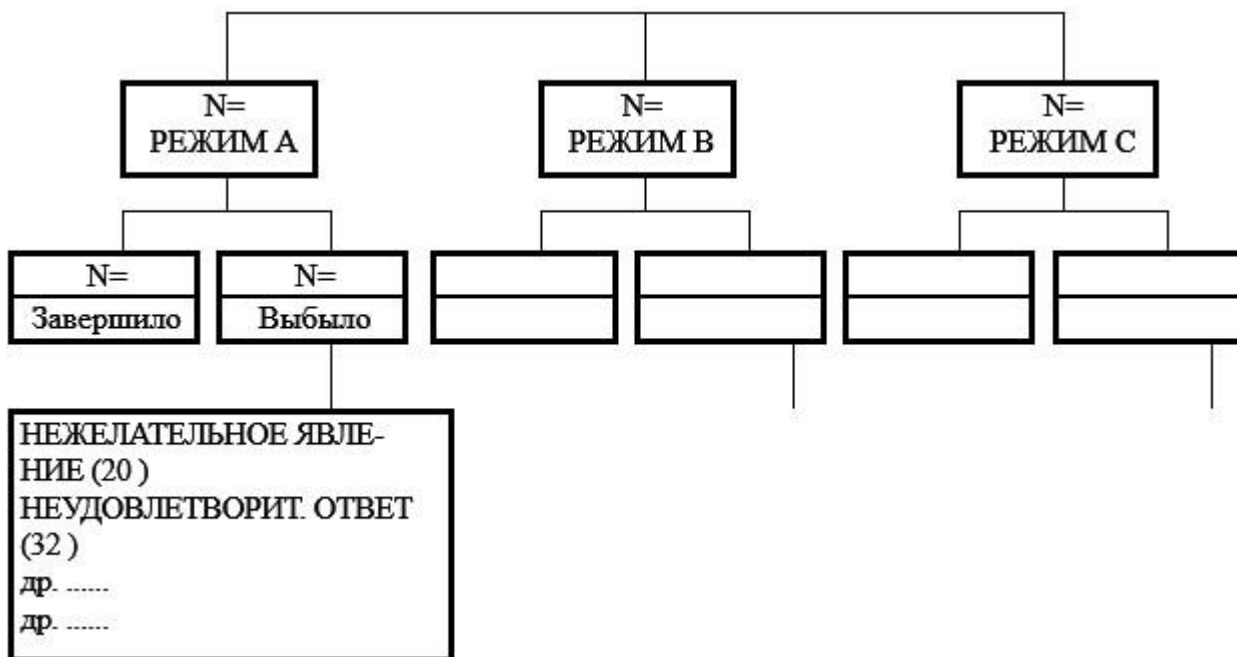 N=
РЕЖИМ А
N=
РЕЖИМ В
N=
РЕЖИМ С
N=
Завершило
N=
Выбыло
НЕЖЕЛАТЕЛЬНОЕ ЯВЛЕ-
НИЕ (20 )
НЕУДОВЛЕТВОРИТ. ОТВЕТ
(32 )
др. ......
др. ......